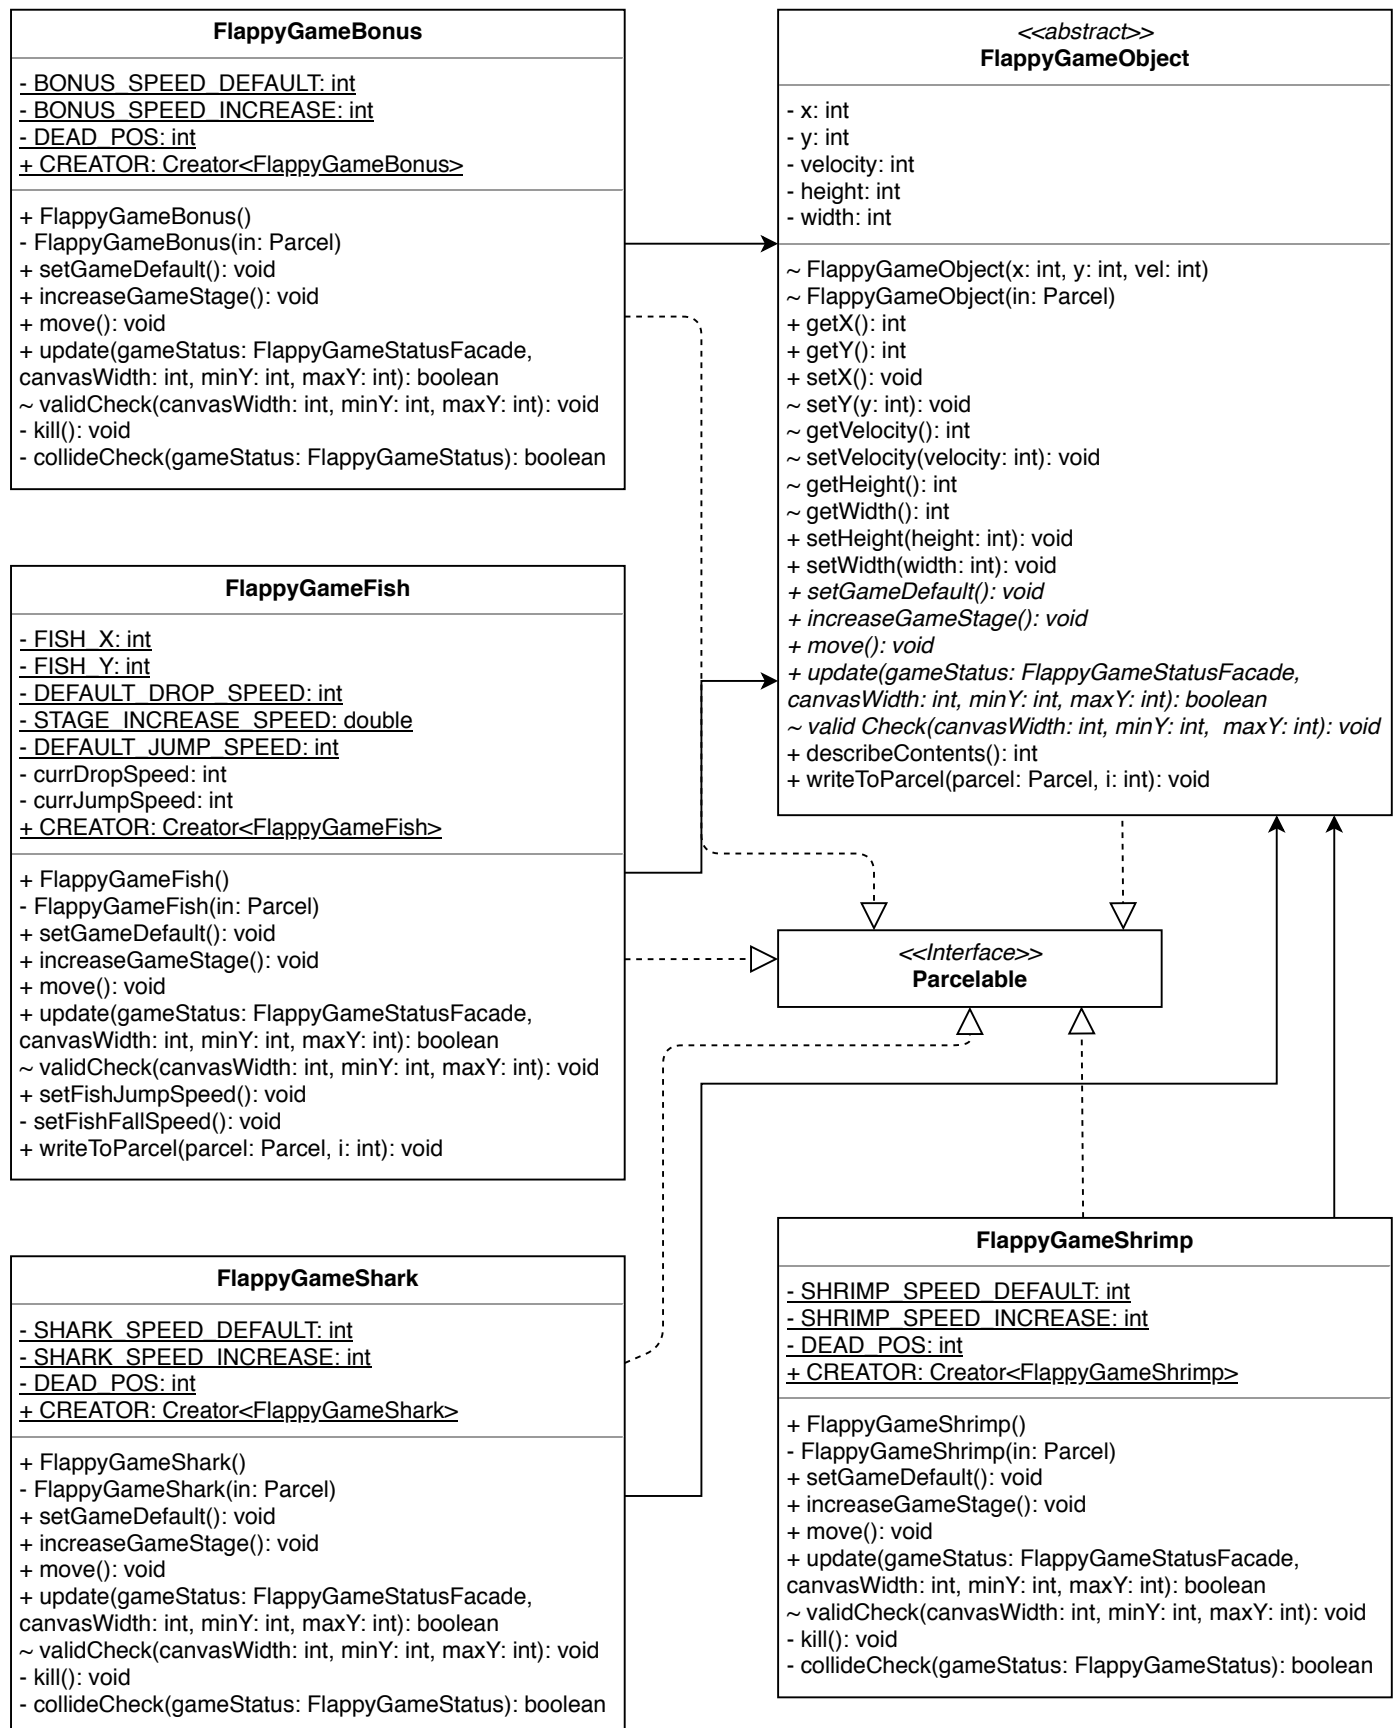 FlappyGameBonus
- BONUS_SPEED_DEFAULT: int
- BONUS_SPEED_INCREASE: int
- DEAD_POS: int
+ CREATOR: Creator<FlappyGameBonus>
+ FlappyGameBonus()
- FlappyGameBonus(in: Parcel)
+ setGameDefault(): void
+ increaseGameStage(): void
+ move(): void
+ update(gameStatus: FlappyGameStatusFacade,
canvasWidth: int, minY: int, maxY: int): boolean
~ validCheck(canvasWidth: int, minY: int, maxY: int): void
- kill(): void
- collideCheck(gameStatus: FlappyGameStatus): boolean
<<abstract>>
FlappyGameObject
- x: int
- y: int
- velocity: int
- height: int
- width: int
~ FlappyGameObject(x: int, y: int, vel: int)
~ FlappyGameObject(in: Parcel)
+ getX(): int
+ getY(): int
+ setX(): void
~ setY(y: int): void
~ getVelocity(): int
~ setVelocity(velocity: int): void
~ getHeight(): int
~ getWidth(): int
+ setHeight(height: int): void
+ setWidth(width: int): void
+ setGameDefault(): void
+ increaseGameStage(): void
+ move(): void
+ update(gameStatus: FlappyGameStatusFacade,
canvasWidth: int, minY: int, maxY: int): boolean
~ valid Check(canvasWidth: int, minY: int, maxY: int): void
+ describeContents(): int
+ writeToParcel(parcel: Parcel, i: int): void
FlappyGameFish
- FISH_X: int
- FISH_Y: int
- DEFAULT_DROP_SPEED: int
- STAGE_INCREASE_SPEED: double
- DEFAULT_JUMP_SPEED: int
- currDropSpeed: int
- currJumpSpeed: int
+ CREATOR: Creator<FlappyGameFish>
+ FlappyGameFish()
- FlappyGameFish(in: Parcel)
+ setGameDefault(): void
+ increaseGameStage(): void
+ move(): void
+ update(gameStatus: FlappyGameStatusFacade,
canvasWidth: int, minY: int, maxY: int): boolean
~ validCheck(canvasWidth: int, minY: int, maxY: int): void
+ setFishJumpSpeed(): void
- setFishFallSpeed(): void
+ writeToParcel(parcel: Parcel, i: int): void
<<Interface>>
Parcelable
FlappyGameShark
- SHARK_SPEED_DEFAULT: int
- SHARK_SPEED_INCREASE: int
- DEAD_POS: int
+ CREATOR: Creator<FlappyGameShark>
+ FlappyGameShark()
- FlappyGameShark(in: Parcel)
+ setGameDefault(): void
+ increaseGameStage(): void
+ move(): void
+ update(gameStatus: FlappyGameStatusFacade,
canvasWidth: int, minY: int, maxY: int): boolean
~ validCheck(canvasWidth: int, minY: int, maxY: int): void
- kill(): void
- collideCheck(gameStatus: FlappyGameStatus): boolean
FlappyGameShrimp
- SHRIMP_SPEED_DEFAULT: int
- SHRIMP_SPEED_INCREASE: int
- DEAD_POS: int
+ CREATOR: Creator<FlappyGameShrimp>
+ FlappyGameShrimp()
- FlappyGameShrimp(in: Parcel)
+ setGameDefault(): void
+ increaseGameStage(): void
+ move(): void
+ update(gameStatus: FlappyGameStatusFacade,
canvasWidth: int, minY: int, maxY: int): boolean
~ validCheck(canvasWidth: int, minY: int, maxY: int): void
- kill(): void
- collideCheck(gameStatus: FlappyGameStatus): boolean